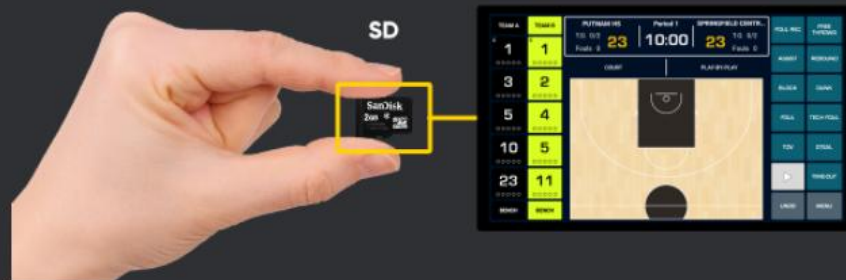 SD
SanDisk
2GB
TEAM A
TEAM B
PUTNAM HS
Period 1
SPRINGFIELD CENTR...
T.O. 0/2
23
10:00
23
T.O. 0/2
Fouls 0
Fouls 0
COURT
PLAY-BY-PLAY
1
1
3
2
5
4
10
5
23
11
BENCH
BENCH
FOUL REC.
FREE
THROWS
ASSIST
REBOUND
BLOCK
DUNK
FOUL
TECH FOUL
TOV
STEAL
TIME OUT
UNDO
MENU